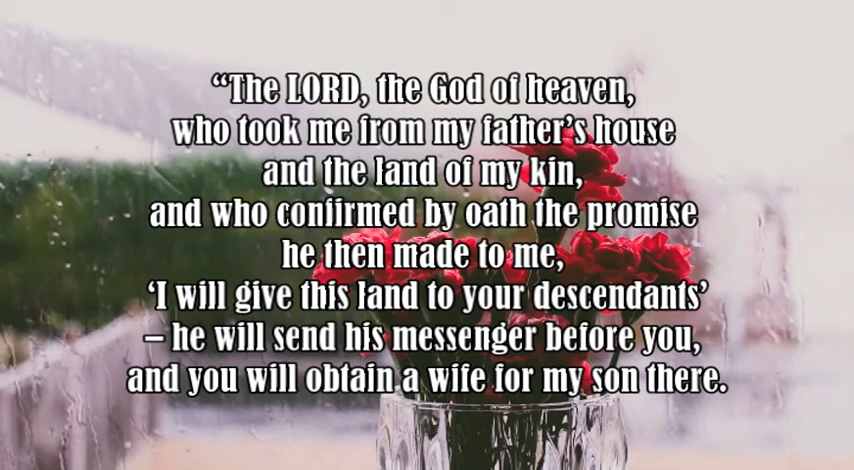 “The LORD, the God of heaven,
who took me from my father’s house
and the land of my kin,
and who confirmed by oath the promise
he then made to me,
‘I will give this land to your descendants’
– he will send his messenger before you,
and you will obtain a wife for my son there.